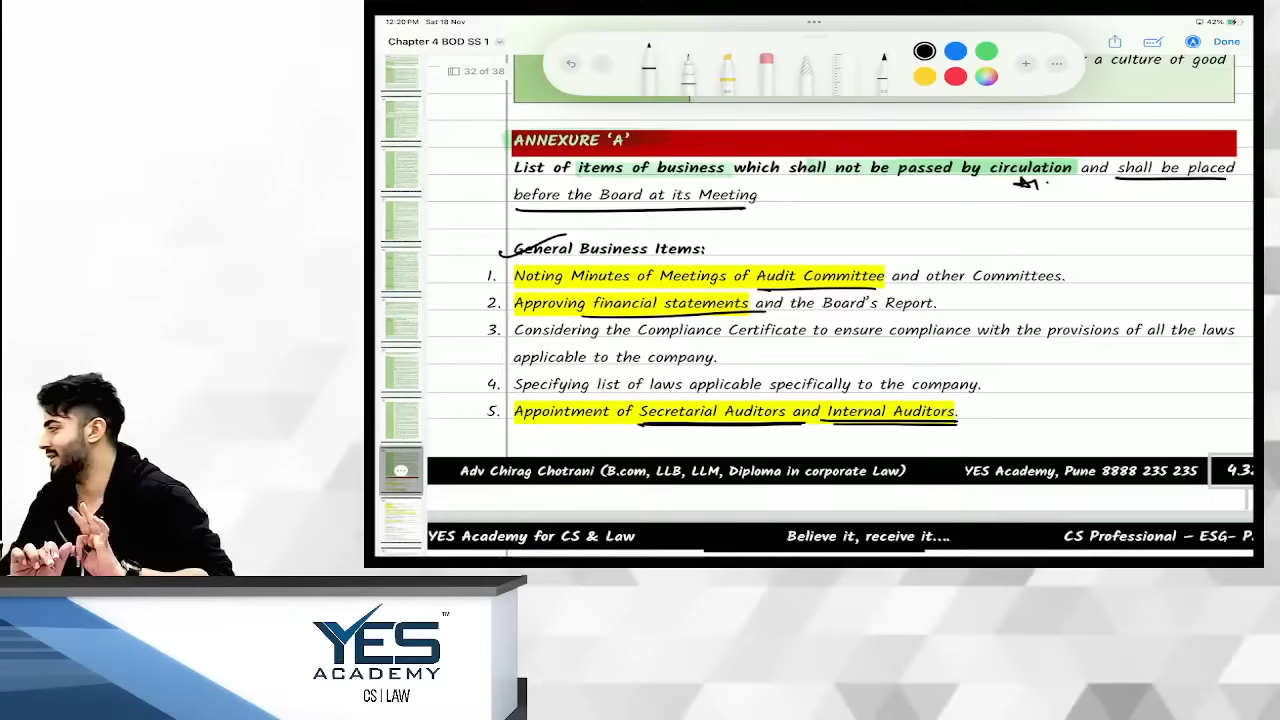 12:20 PM Sat 18 Nov
42%
Chapter 4 BOD SS 1
Done
32 of 38
culture of good
ANNEXURE ‘A’
List of items of business which shall not be passed by circulation and shall be placed
before the Board at its Meeting
General Business Items:
1. Noting Minutes of Meetings of Audit Committee and other Committees.
2. Approving financial statements and the Board’s Report.
3. Considering the Compliance Certificate to ensure compliance with the provisions of all the laws
applicable to the company.
4. Specifying list of laws applicable specifically to the company.
5. Appointment of Secretarial Auditors and Internal Auditors.
Adv Chirag Chotrani (B.com, LLB, LLM, Diploma in corporate Law) YES Academy, Pune 8888 235 235 4.3
YES Academy for CS & Law Believe it, receive it.... CS Professional - ESG- P
YES™
ACADEMY
CS | LAW